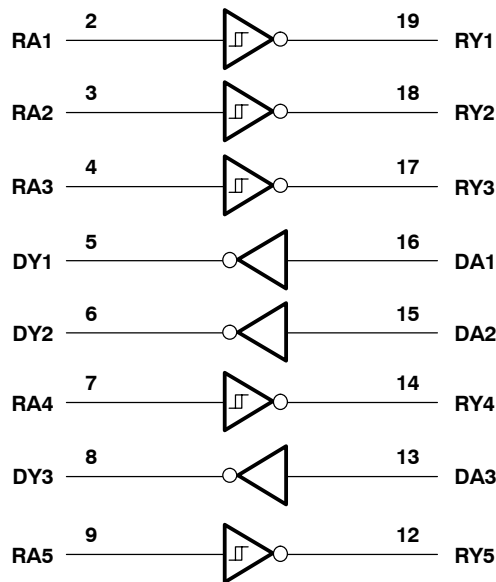 RA1 2 19 RY1
RA2 3 18 RY2
RA3 4 17 RY3
DY1 5 16 DA1
DY2 6 15 DA2
RA4 7 14 RY4
DY3 8 13 DA3
RA5 9 12 RY5